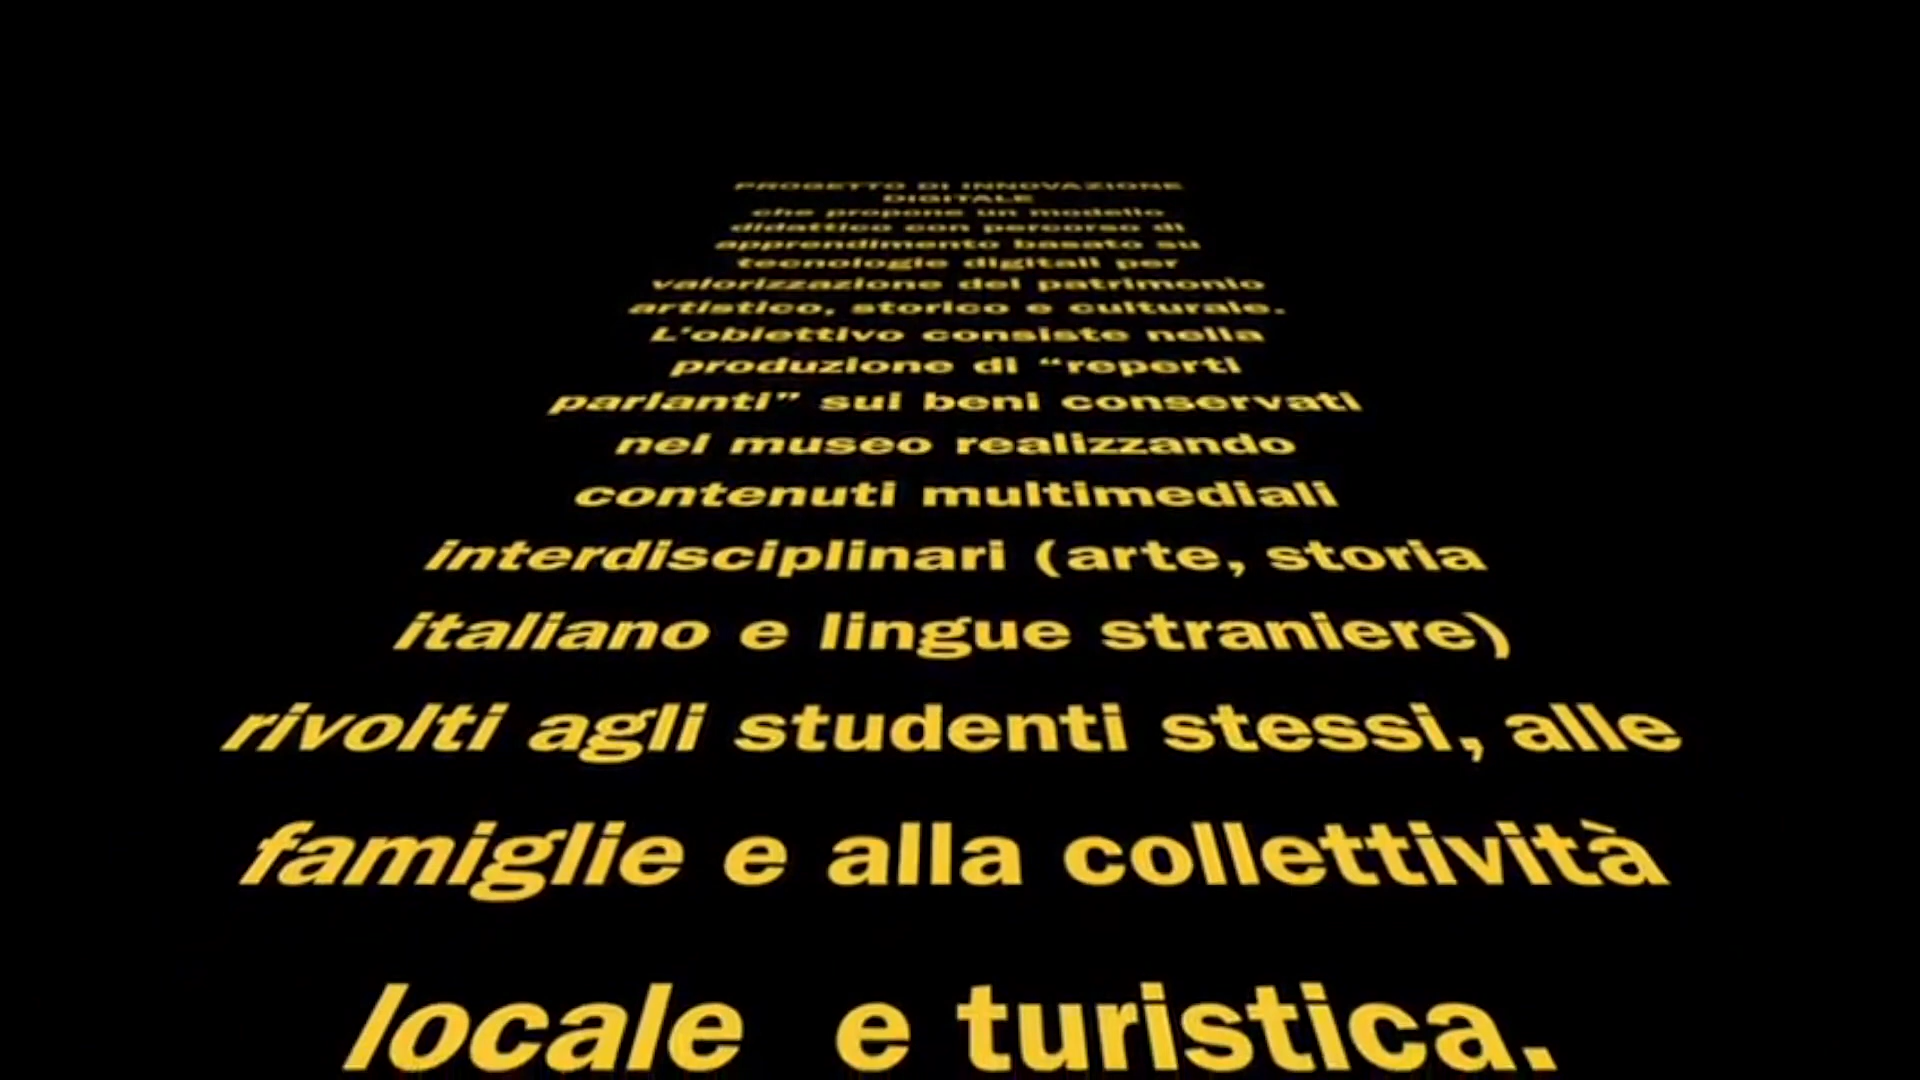 PROGETTO DI INNOVAZIONE
DIGITALE
che propone un modello
didattico con percorso di
apprendimento basato su
tecnologie digitali per
valorizzazione del patrimonio
artistico, storico e culturale.
L'obiettivo consiste nella
produzione di “reperti
parlanti” sui beni conservati
nel museo realizzando
contenuti multimediali
interdisciplinari (arte, storia
italiano e lingue straniere)
rivolti agli studenti stessi, alle
famiglie e alla collettività
locale e turistica.